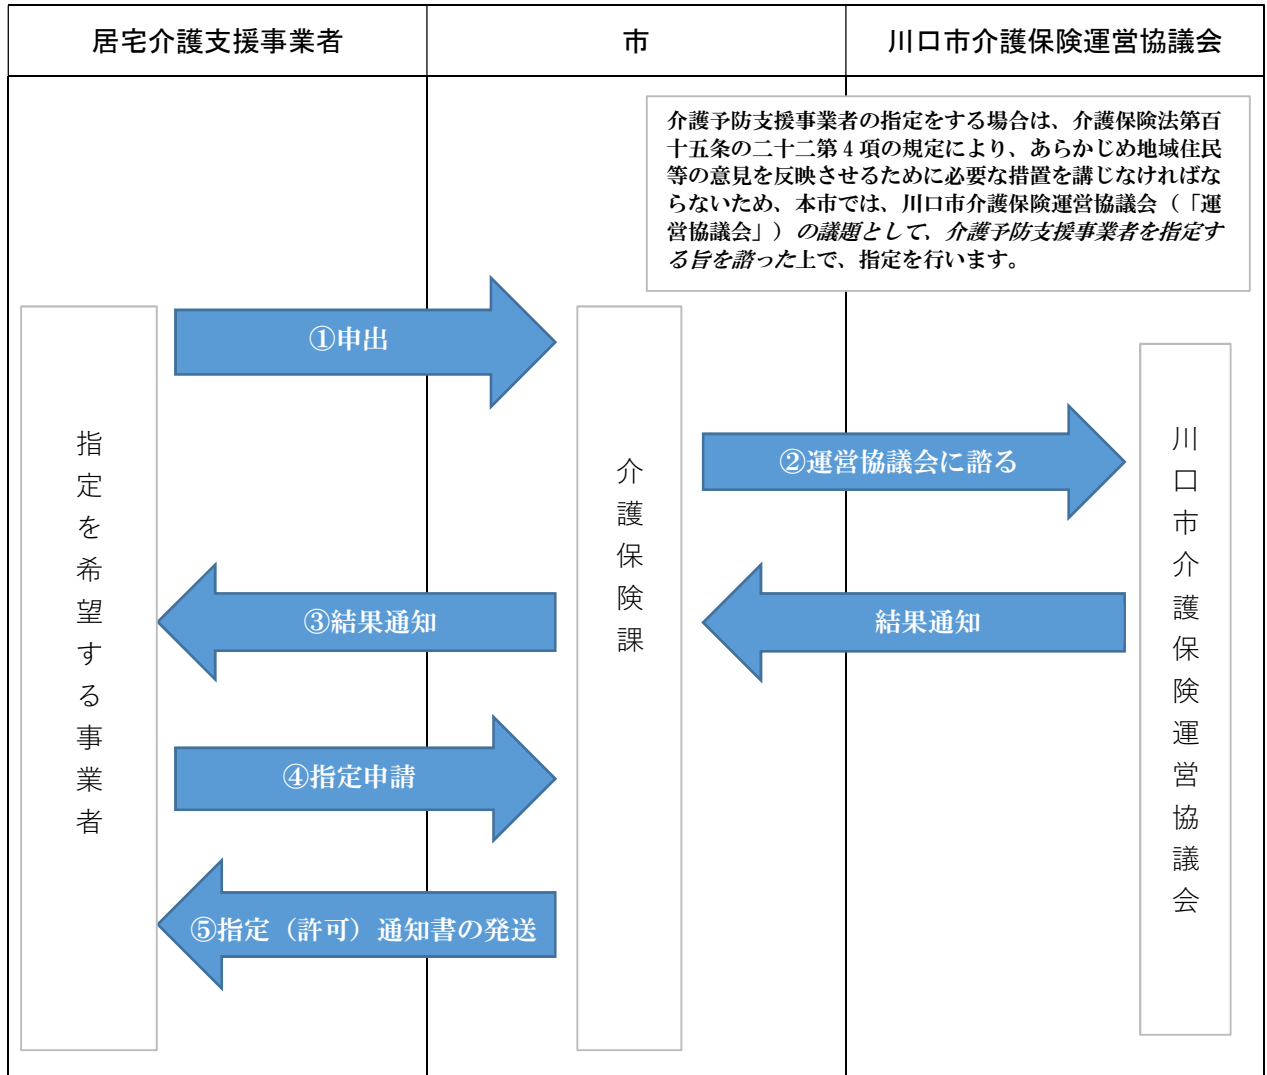 居宅介護支援事業者
市
川口市介護保険運営協議会
介護予防支援事業者の指定をする場合は、介護保険法第百
十五条の二十二第4項の規定により、あらかじめ地域住民
等の意見を反映させるために必要な措置を講じなければな
らないため、本市では、川口市介護保険運営協議会（「運
営協議会」）の議題として、介護予防支援事業者を指定す
る旨を諮った上で、指定を行います。
①申出
②運営協議会に諮る
結果通知
③結果通知
④指定申請
⑤指定（許可）通知書の発送
指定を希望する事業者
介護保険課
川口市介護保険運営協議会